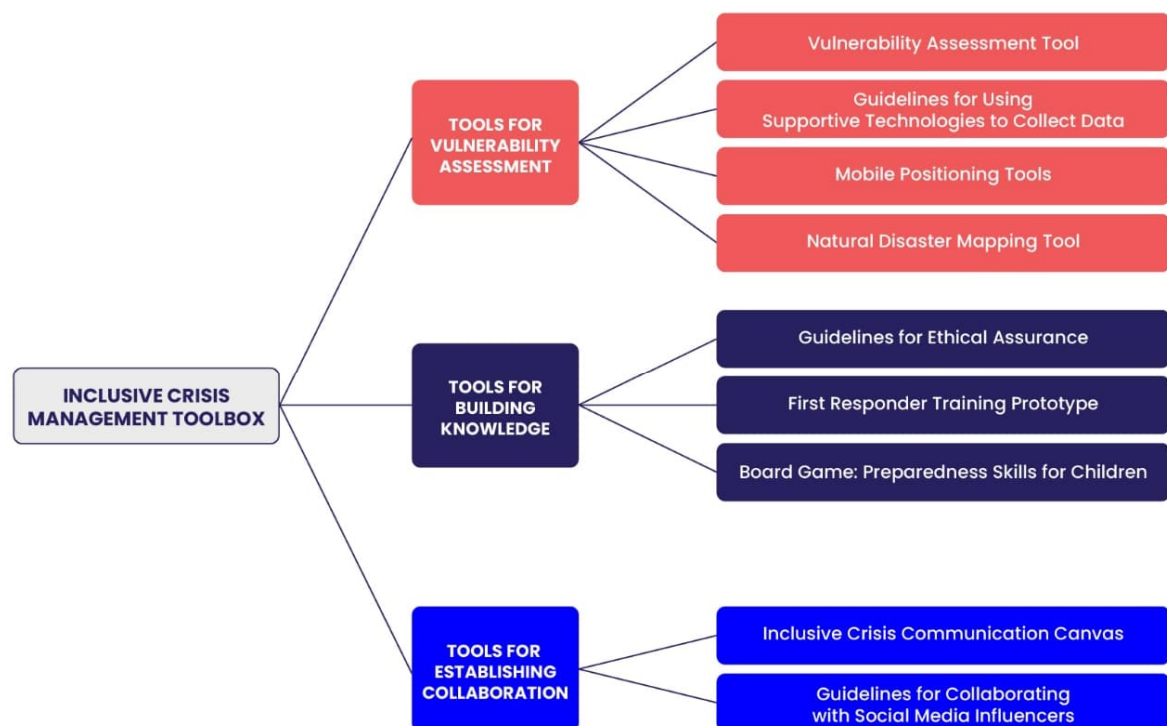 INCLUSIVE CRISIS
MANAGEMENT TOOLBOX
TOOLS FOR
VULNERABILITY
ASSESSMENT
Vulnerability Assessment Tool
Guidelines for Using
Supportive Technologies to Collect Data
Mobile Positioning Tools
Natural Disaster Mapping Tool
TOOLS FOR
BUILDING
KNOWLEDGE
Guidelines for Ethical Assurance
First Responder Training Prototype
Board Game: Preparedness Skills for Children
TOOLS FOR
ESTABLISHING
COLLABORATION
Inclusive Crisis Communication Canvas
Guidelines for Collaborating
with Social Media Influencers